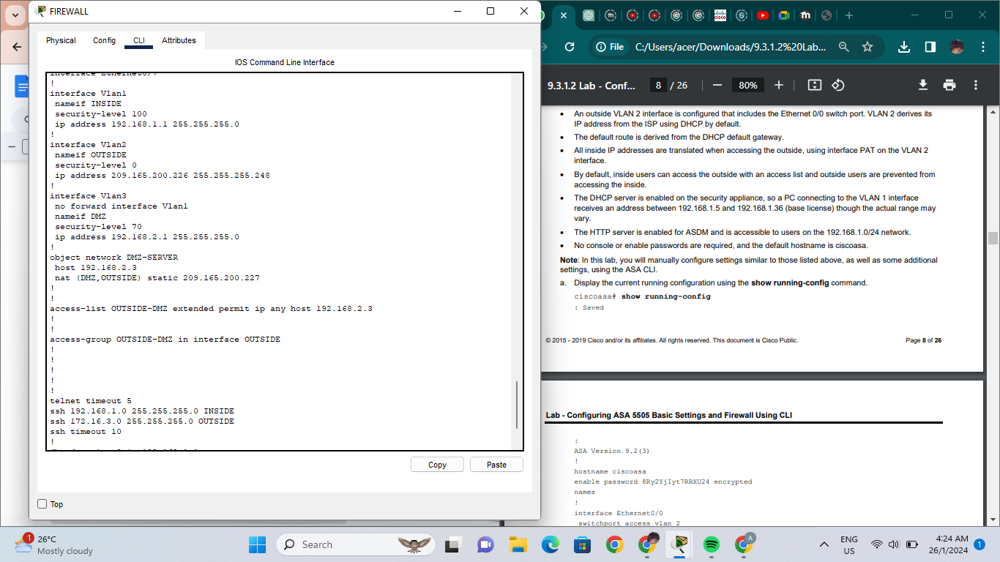 FIREWALL
Physical
Config
CLI
Attributes
IOS Command Line Interface
interface Ethernet0/7
!
interface Vlan1
nameif INSIDE
security-level 100
ip address 192.168.1.1 255.255.255.0
!
interface Vlan2
nameif OUTSIDE
security-level 0
ip address 209.165.200.226 255.255.255.248
!
interface Vlan3
no forward interface Vlan1
nameif DMZ
security-level 70
ip address 192.168.2.1 255.255.255.0
!
object network DMZ-SERVER
host 192.168.2.3
nat (DMZ,OUTSIDE) static 209.165.200.227
!
!
access-list OUTSIDE-DMZ extended permit ip any host 192.168.2.3
!
!
access-group OUTSIDE-DMZ in interface OUTSIDE
!
!
!
!
!
telnet timeout 5
ssh 192.168.1.0 255.255.255.0 INSIDE
ssh 172.16.3.0 255.255.255.0 OUTSIDE
ssh timeout 10
!
Copy
Paste
Top
File
C:/Users/acer/Downloads/9.3.1.2%20Lab...
9.3.1.2 Lab - Conf...
8 / 26
80%
• An outside VLAN 2 interface is configured that includes the Ethernet 0/0 switch port. VLAN 2 derives its
IP address from the ISP using DHCP by default.
• The default route is derived from the DHCP default gateway.
• All inside IP addresses are translated when accessing the outside, using interface PAT on the VLAN 2
interface.
• By default, inside users can access the outside with an access list and outside users are prevented from
accessing the inside.
• The DHCP server is enabled on the security appliance, so a PC connecting to the VLAN 1 interface
receives an address between 192.168.1.5 and 192.168.1.36 (base license) though the actual range may
vary.
• The HTTP server is enabled for ASDM and is accessible to users on the 192.168.1.0/24 network.
• No console or enable passwords are required, and the default hostname is ciscoasa.
Note: In this lab, you will manually configure settings similar to those listed above, as well as some additional
settings, using the ASA CLI.
a. Display the current running configuration using the show running-config command.
ciscoasa# show running-config
: Saved
© 2015 - 2019 Cisco and/or its affiliates. All rights reserved. This document is Cisco Public.
Page 8 of 26
Lab - Configuring ASA 5505 Basic Settings and Firewall Using CLI
:
ASA Version 9.2(3)
!
hostname ciscoasa
enable password 8Ry2YjIyt7RRXU24 encrypted
names
!
interface Ethernet0/0
switchport access vlan 2
1
26°C
Mostly cloudy
Search
A
ENG
US
4:24 AM
26/1/2024
1